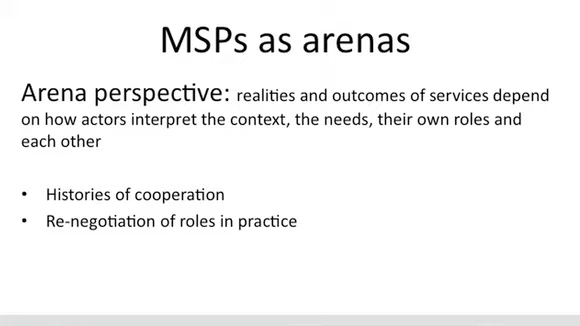 MSPs as arenas
Arena perspective: realities and outcomes of services depend
on how actors interpret the context, the needs, their own roles and
each other
• Histories of cooperation
• Re-negotiation of roles in practice